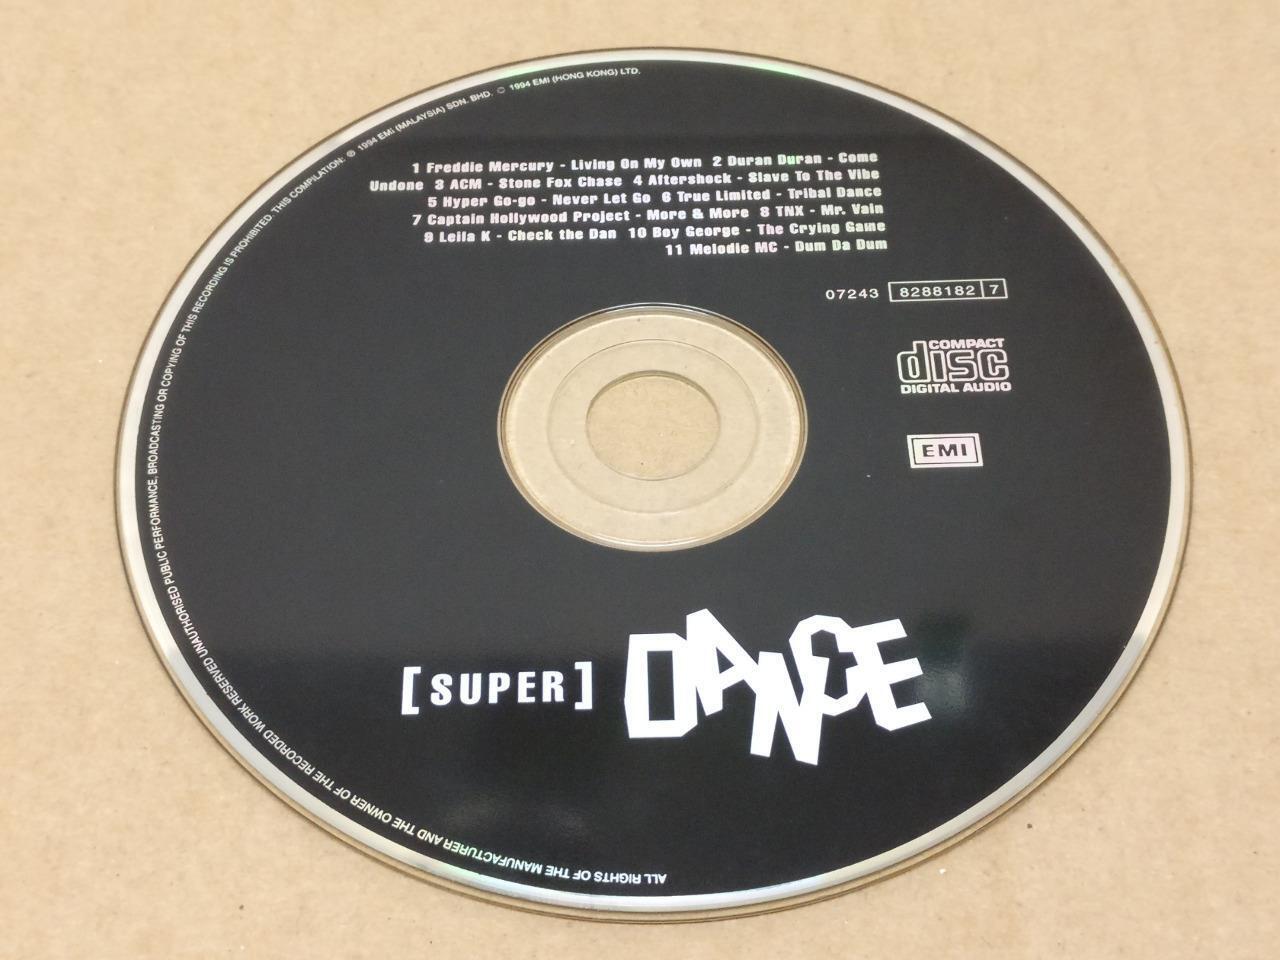 ALL RIGHTS OF THE MANUFACTURER AND THE OWNER OF THE RECORDED WORK RESERVED UNAUTHORISED PUBLIC PERFORMANCE, BROADCASTING OR COPYING OF THIS RECORDING IS PROHIBITED. THIS COMPILATION: ℗ 1994 EMI (MALAYSIA) SDN. BHD. © 1994 EMI (HONG KONG) LTD.
1 Freddie Mercury - Living On My Own 2 Duran Duran - Come
Undone 3 ACM - Stone Fox Chase 4 Aftershock - Slave To The Vibe
5 Hyper Go-go - Never Let Go 6 True Limited - Tribal Dance
7 Captain Hollywood Project - More & More 8 TNX - Mr. Vain
9 Leila K - Check the Dan 10 Boy George - The Crying Game
11 Melodie MC - Dum Da Dum
07243 8288182 7
COMPACT
disc
DIGITAL AUDIO
EMI
[SUPER] DANCE